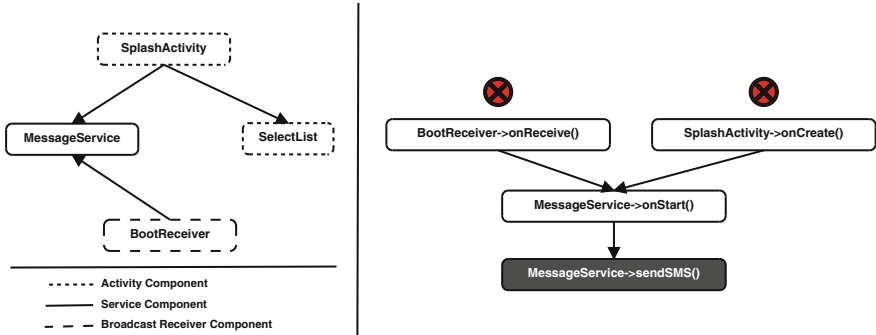 SplashActivity
MessageService
SelectList
BootReceiver
Activity Component
Service Component
Broadcast Receiver Component
BootReceiver->onReceive()
SplashActivity->onCreate()
MessageService->onStart()
MessageService->sendSMS()